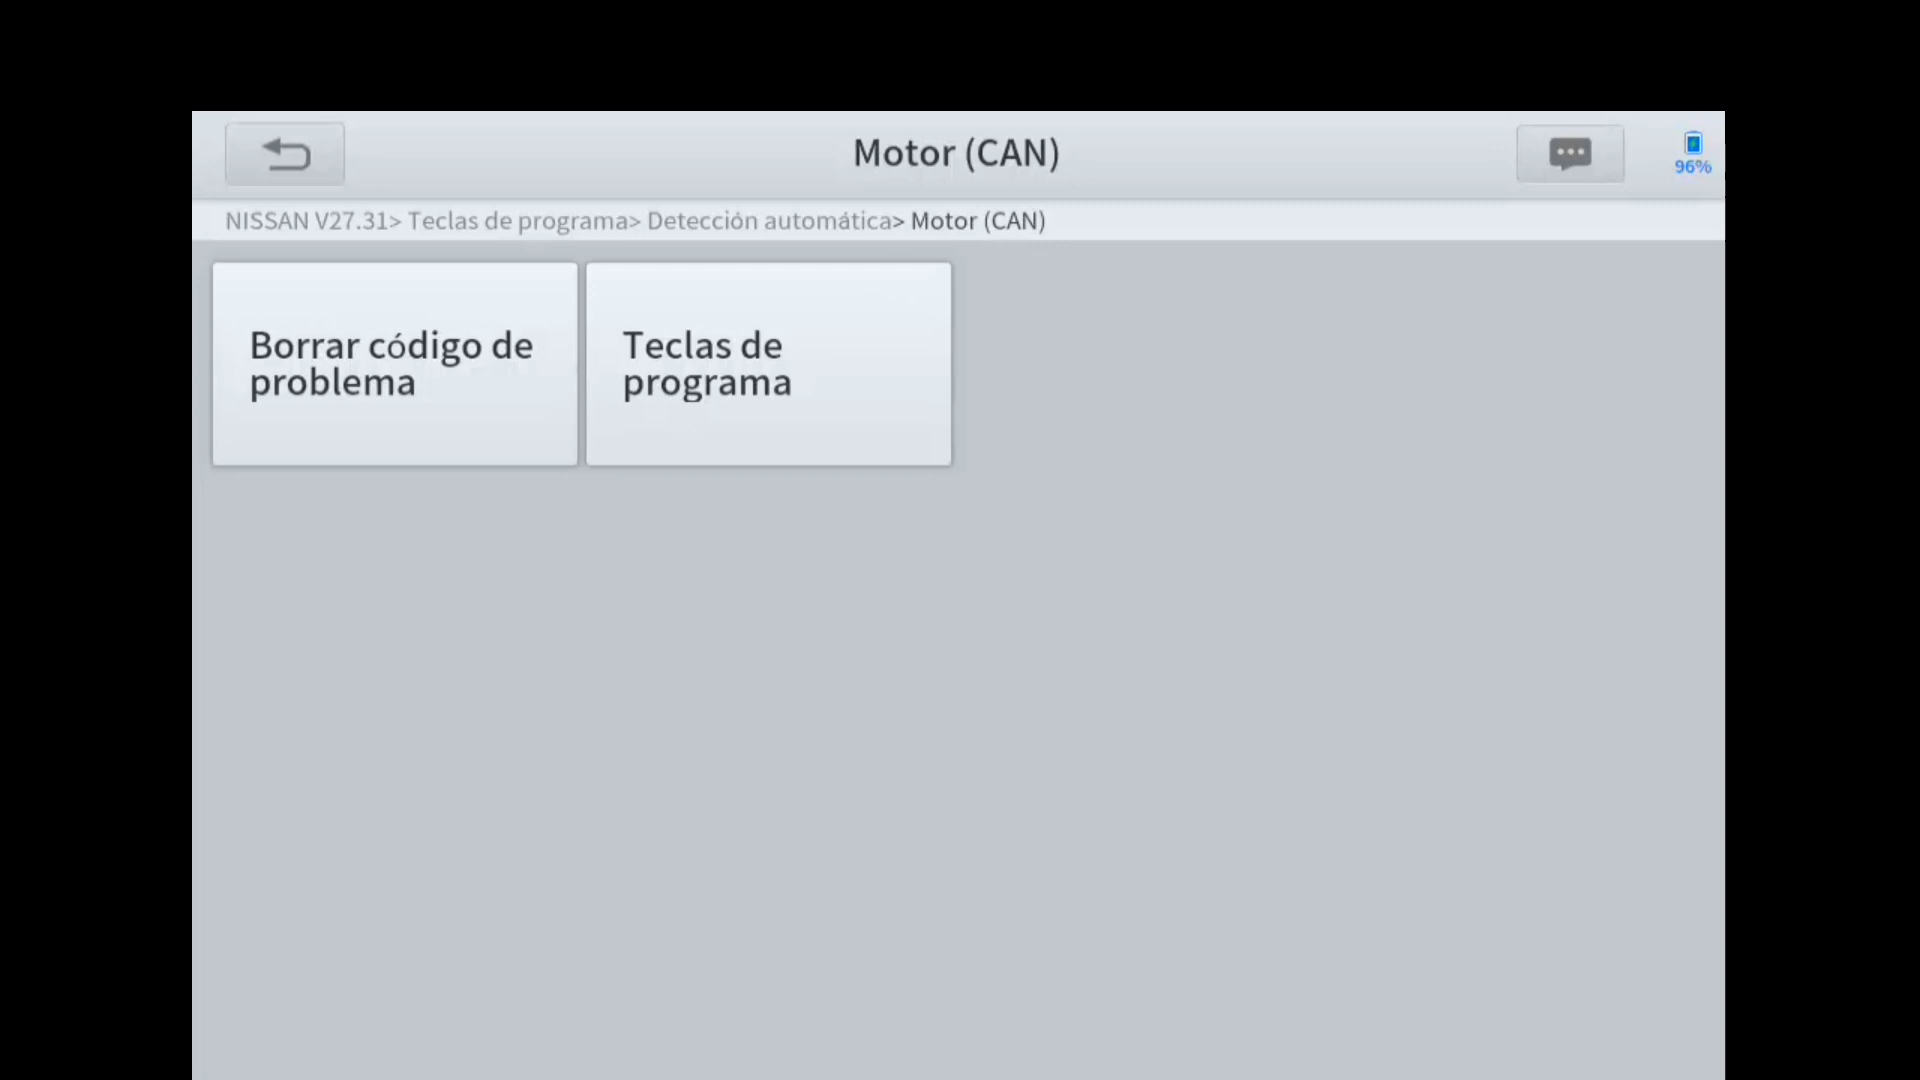 Motor (CAN)
96%
NISSAN V27.31> Teclas de programa> Detección automática> Motor (CAN)
Borrar código de
problema
Teclas de
programa